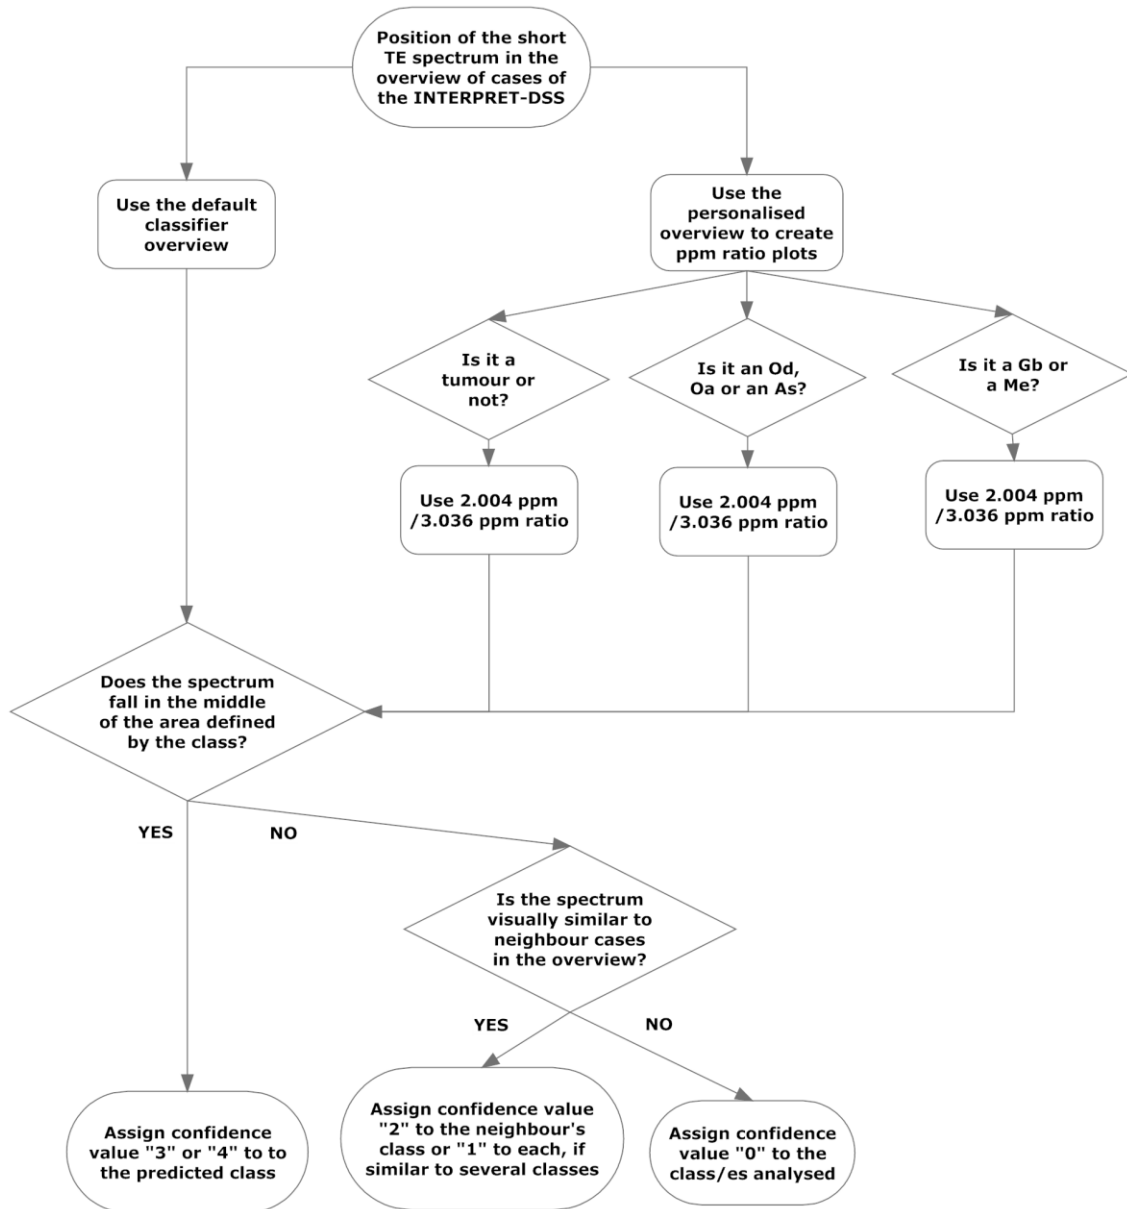 Position of the short
TE spectrum in the
overview of cases of
the INTERPRET-DSS
Use the default
classifier
overview
Use the
personalised
overview to create
ppm ratio plots
Is it a
tumour or
not?
Is it an Od,
Oa or an As?
Is it a Gb or
a Me?
Use 2.004 ppm
/3.036 ppm ratio
Use 2.004 ppm
/3.036 ppm ratio
Use 2.004 ppm
/3.036 ppm ratio
Does the spectrum
fall in the middle
of the area defined
by the class?
YES
NO
Is the spectrum
visually similar to
neighbour cases
in the overview?
YES
NO
Assign confidence
value "3" or "4" to to
the predicted class
Assign confidence value
"2" to the neighbour's
class or "1" to each, if
similar to several classes
Assign confidence
value "0" to the
class/es analysed